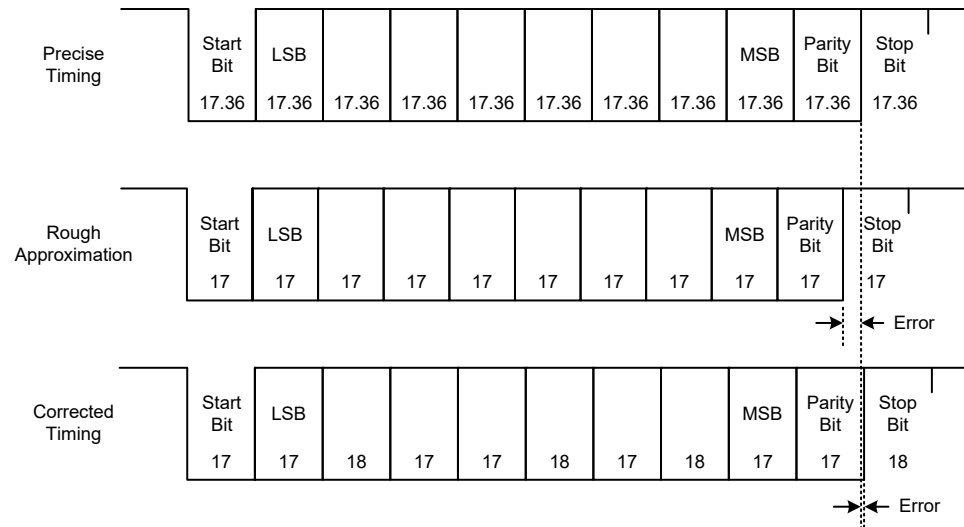 Precise
Timing
Start
Bit
LSB
MSB
Parity
Bit
Stop
Bit
17.36 17.36 17.36 17.36 17.36 17.36 17.36 17.36 17.36 17.36 17.36
Rough
Approximation
Start
Bit
LSB
MSB
Parity
Bit
Stop
Bit
17 17 17 17 17 17 17 17 17 17 17
Error
Corrected
Timing
Start
Bit
LSB
MSB
Parity
Bit
Stop
Bit
17 17 18 17 17 18 17 18 17 17 18
Error